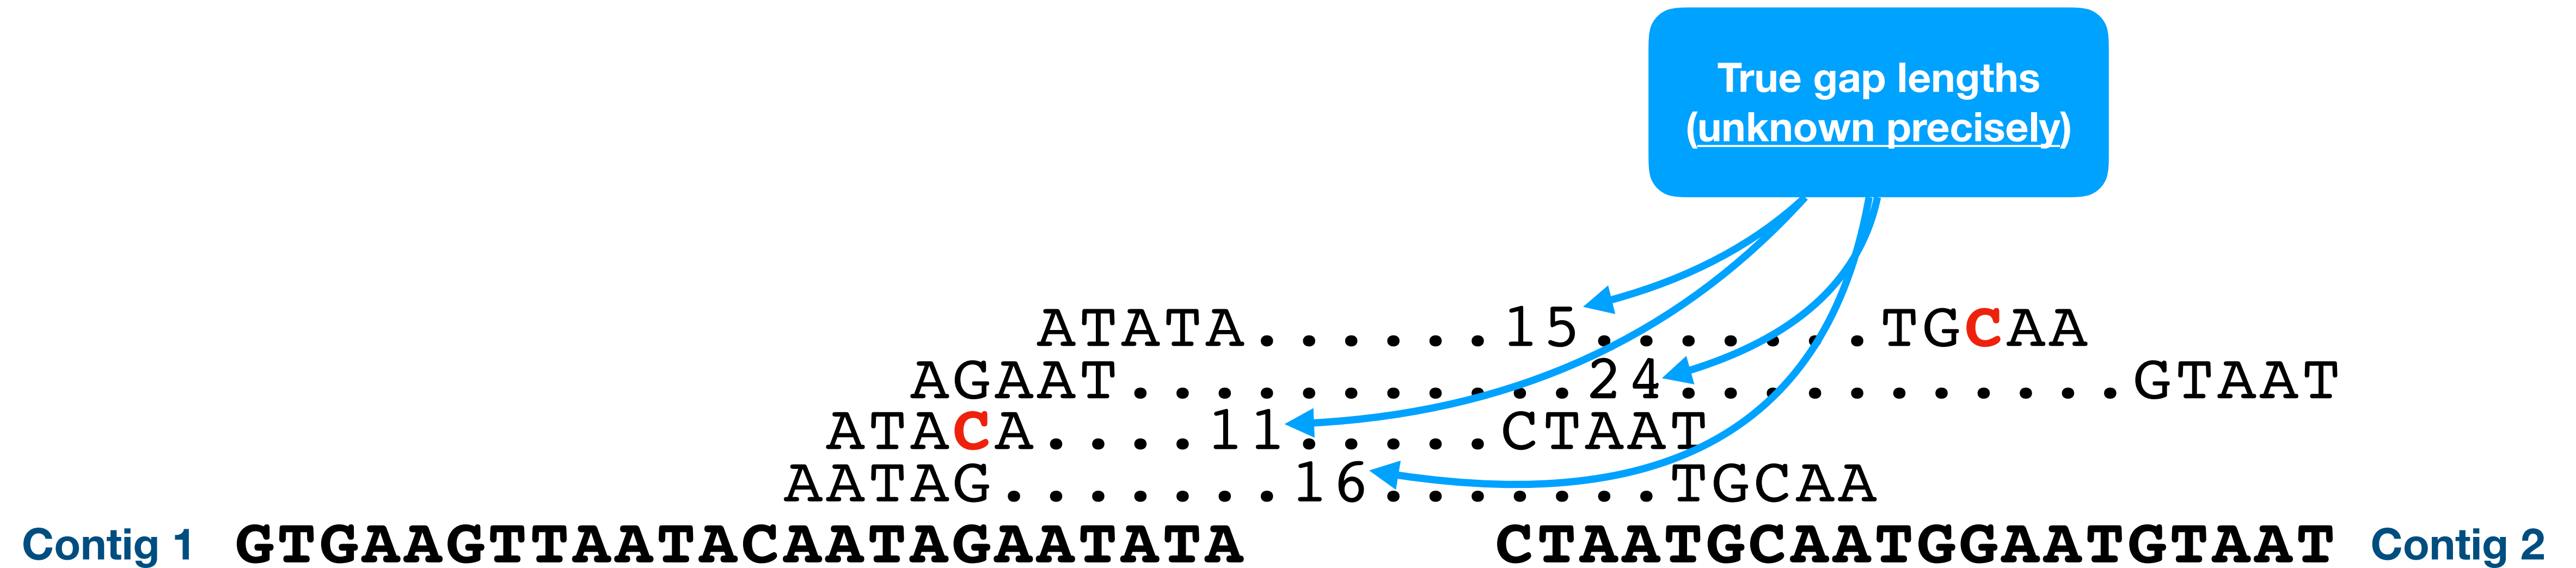 True gap lengths
(unknown precisely)
ATATA......15.......TGCAA
AGAAT...........24...........GTAAT
ATACA....11.....CTAAT
AATAG.......16.......TGCAA
Contig 1 GTGAAGTTAATACAATAGAATATA CTAATGCAATGGAATGTAAT Contig 2